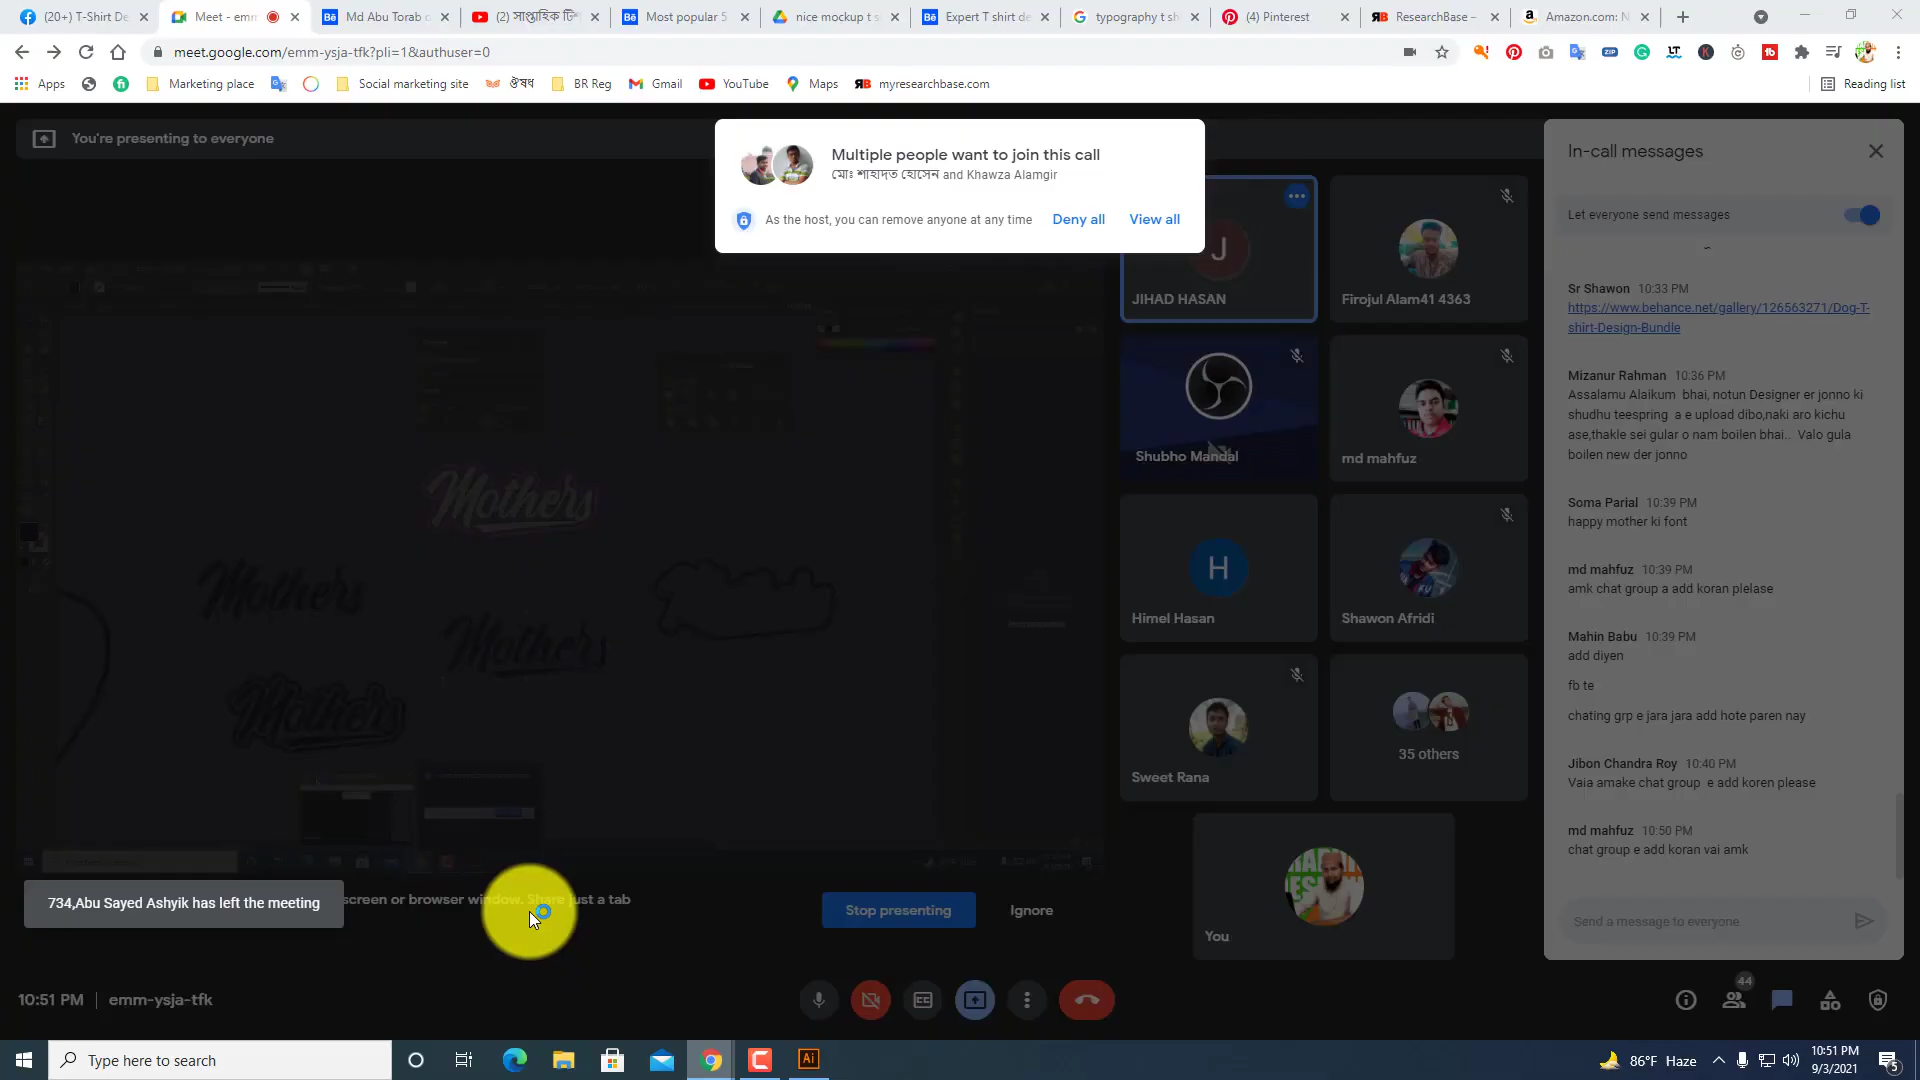 (20+) T-Shirt De
Meet - emm
Md Abu Torab o
(2) সাপ্তাহিক টিশ
Most popular 5
nice mockup t s
Expert T shirt de
typography t sh
(4) Pinterest
ResearchBase –
Amazon.com: N
meet.google.com/emm-ysja-tfk?pli=1&authuser=0
Apps
Marketing place
Social marketing site
ঔষধ
BR Reg
Gmail
YouTube
Maps
myresearchbase.com
Reading list
You're presenting to everyone
Multiple people want to join this call
মোঃ শাহাদত হোসেন and Khawza Alamgir
As the host, you can remove anyone at any time
Deny all
View all
J
JIHAD HASAN
Firojul Alam41 4363
Shubho Mandal
md mahfuz
H
Himel Hasan
Shawon Afridi
Sweet Rana
35 others
You
Mothers
Mothers
Mothers
Mothers
In-call messages
Let everyone send messages
Sr Shawon 10:33 PM
https://www.behance.net/gallery/126563271/Dog-T-
shirt-Design-Bundle
Mizanur Rahman 10:36 PM
Assalamu Alaikum bhai, notun Designer er jonno ki
shudhu teespring a e upload dibo,naki aro kichu
ase,thakle sei gular o nam boilen bhai.. Valo gula
boilen new der jonno
Soma Parial 10:39 PM
happy mother ki font
md mahfuz 10:39 PM
amk chat group a add koran plelase
Mahin Babu 10:39 PM
add diyen
fb te
chating grp e jara jara add hote paren nay
Jibon Chandra Roy 10:40 PM
Vaia amake chat group e add koren please
md mahfuz 10:50 PM
chat group e add koran vai amk
Send a message to everyone
734,Abu Sayed Ashyik has left the meeting
screen or browser window. Share just a tab
Stop presenting
Ignore
10:51 PM | emm-ysja-tfk
44
Type here to search
Ai
86°F Haze
10:51 PM
9/3/2021
5